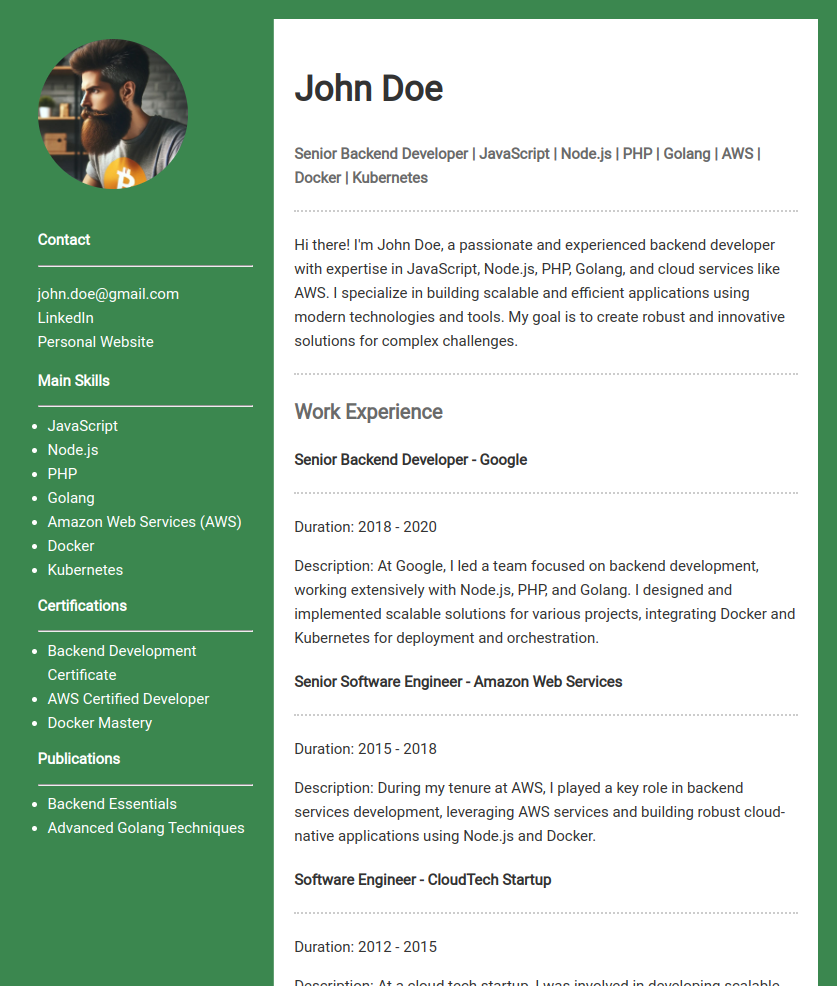 Contact
john.doe@gmail.com
LinkedIn
Personal Website
Main Skills
JavaScript
Node.js
PHP
Golang
Amazon Web Services (AWS)
Docker
Kubernetes
Certifications
Backend Development
Certificate
AWS Certified Developer
Docker Mastery
Publications
Backend Essentials
Advanced Golang Techniques
John Doe
Senior Backend Developer | JavaScript | Node.js | PHP | Golang | AWS |
Docker | Kubernetes
Hi there! I'm John Doe, a passionate and experienced backend developer
with expertise in JavaScript, Node.js, PHP, Golang, and cloud services like
AWS. I specialize in building scalable and efficient applications using
modern technologies and tools. My goal is to create robust and innovative
solutions for complex challenges.
Work Experience
Senior Backend Developer - Google
Duration: 2018 - 2020
Description: At Google, I led a team focused on backend development,
working extensively with Node.js, PHP, and Golang. I designed and
implemented scalable solutions for various projects, integrating Docker and
Kubernetes for deployment and orchestration.
Senior Software Engineer - Amazon Web Services
Duration: 2015 - 2018
Description: During my tenure at AWS, I played a key role in backend
services development, leveraging AWS services and building robust cloud-
native applications using Node.js and Docker.
Software Engineer - CloudTech Startup
Duration: 2012 - 2015
Description: At a cloud tech startup, I was involved in developing scalable